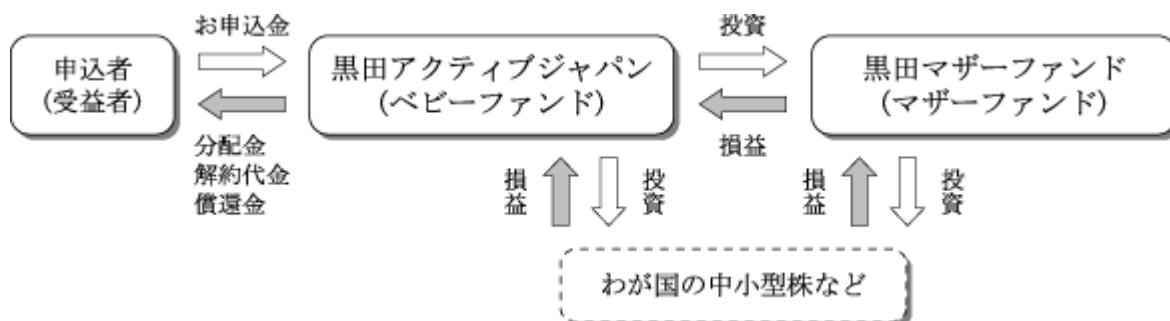 お申込金
申込者
(受益者)
分配金
解約代金
償還金
黒田アクティブジャパン
(ベビーファンド)
投資
損益
黒田マザーファンド
(マザーファンド)
損益
投資
損益
投資
わが国の中小型株など